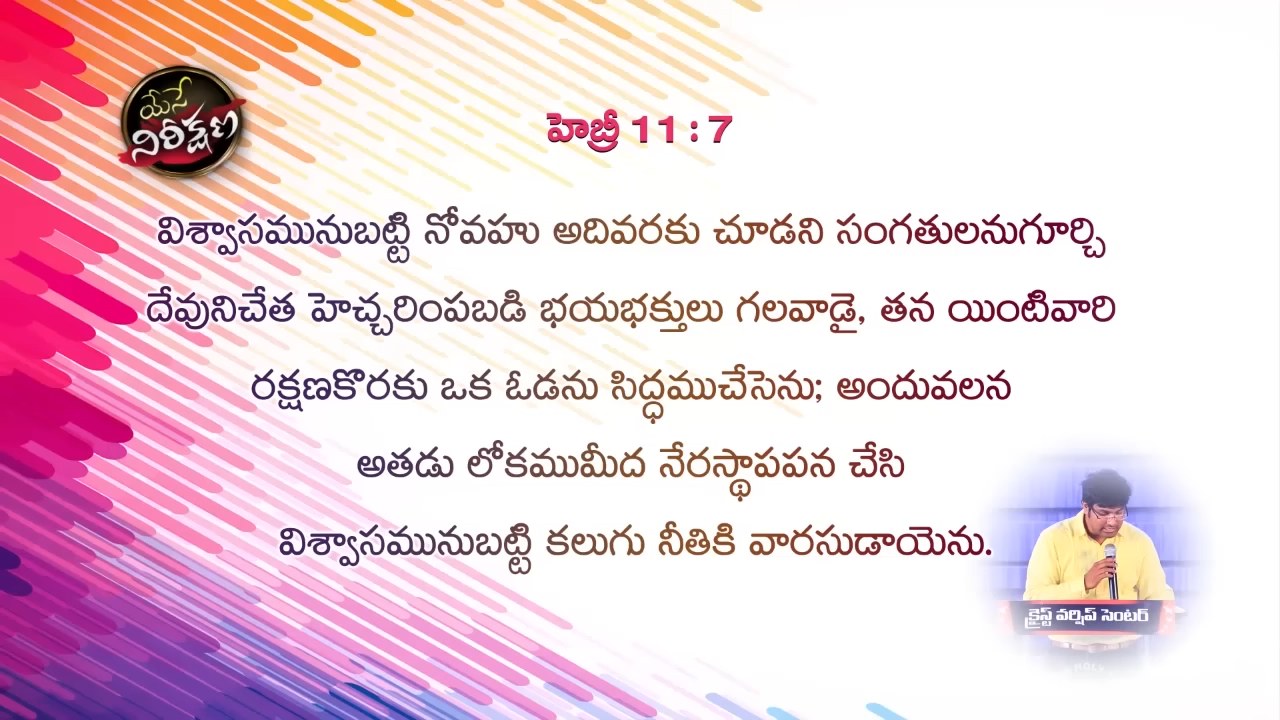 యేసే
నిరీక్షణ
హెబ్రీ 11 : 7
విశ్వాసమునుబట్టి నోవహు అదివరకు చూడని సంగతులనుగూర్చి
దేవునిచేత హెచ్చరింపబడి భయభక్తులు గలవాడై, తన యింటివారి
రక్షణకొరకు ఒక ఓడను సిద్ధముచేసెను; అందువలన
అతడు లోకముమీద నేరస్థాపపన చేసి
విశ్వాసమునుబట్టి కలుగు నీతికి వారసుడాయెను.
క్రైస్ట్ వర్షిప్ సెంటర్